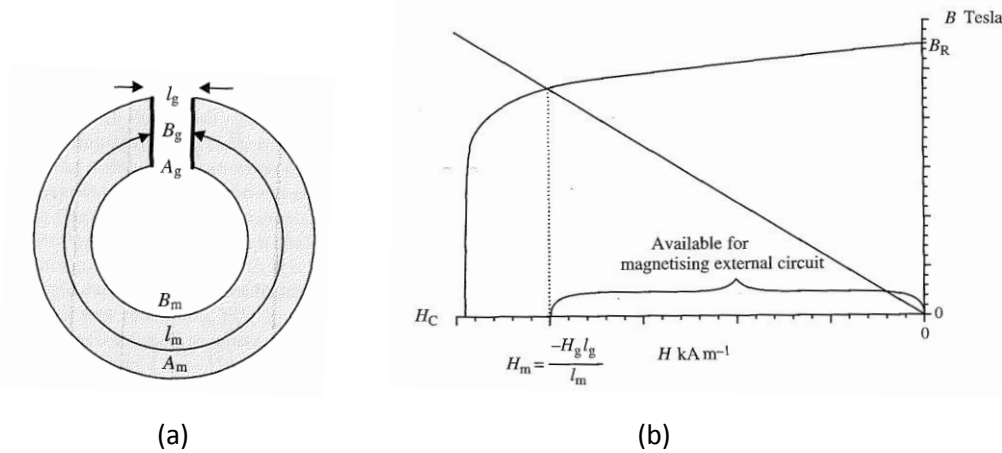 l_g
B_g
A_g
B_m
l_m
A_m
(a)
B Tesla
B_R
Available for
magnetising external circuit
H_C
0
0
H_m = -H_g l_g / l_m
H kA m⁻¹
(b)